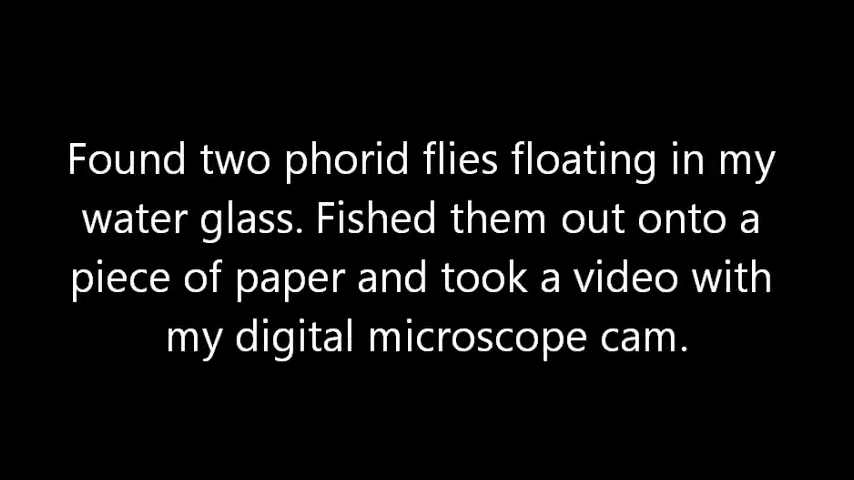 Found two phorid flies floating in my
water glass. Fished them out onto a
piece of paper and took a video with
my digital microscope cam.